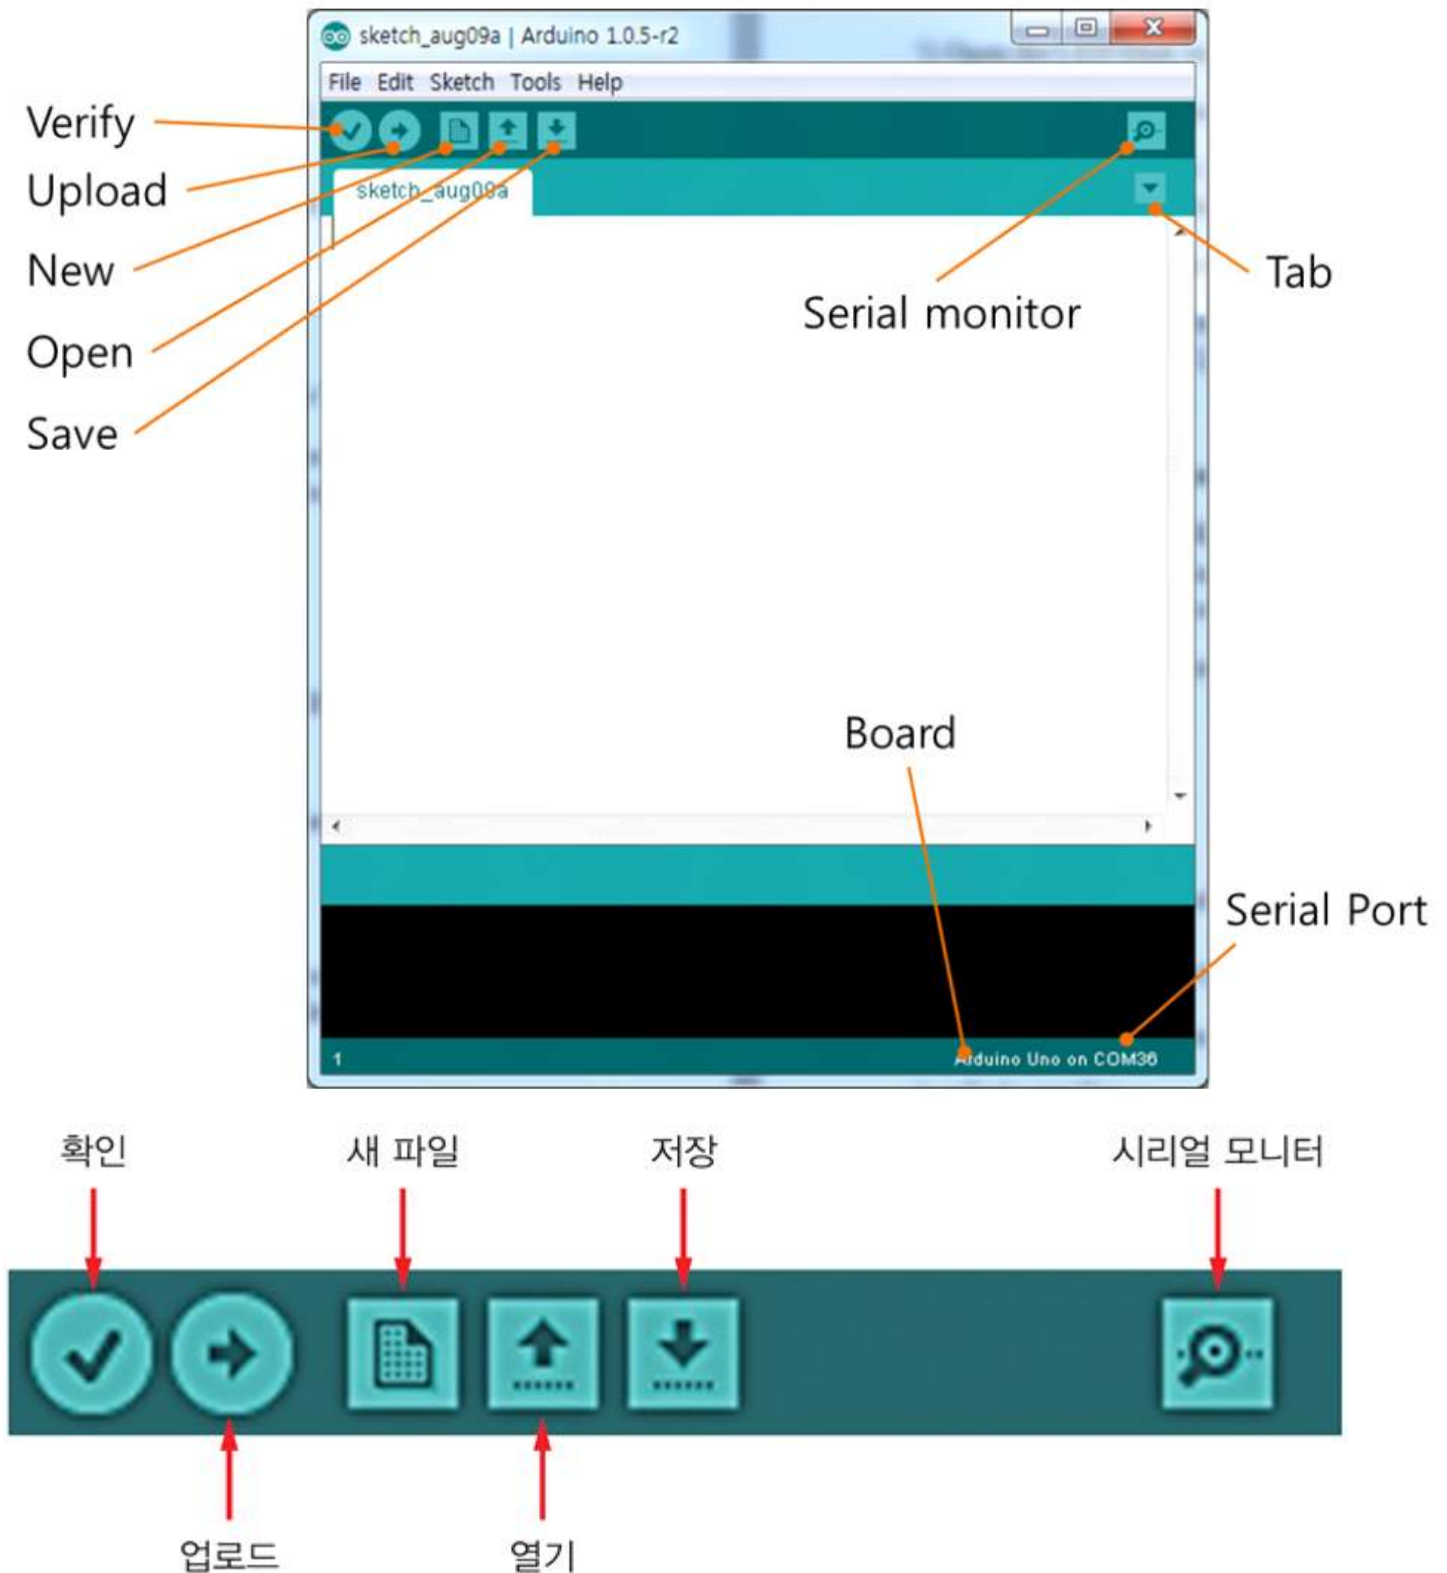 sketch_aug09a | Arduino 1.0.5-r2
File Edit Sketch Tools Help
Verify
Upload
New
Open
Save
sketch_aug09a
Serial monitor
Tab
Board
Serial Port
1
Arduino Uno on COM36
확인
새 파일
저장
시리얼 모니터
업로드
열기